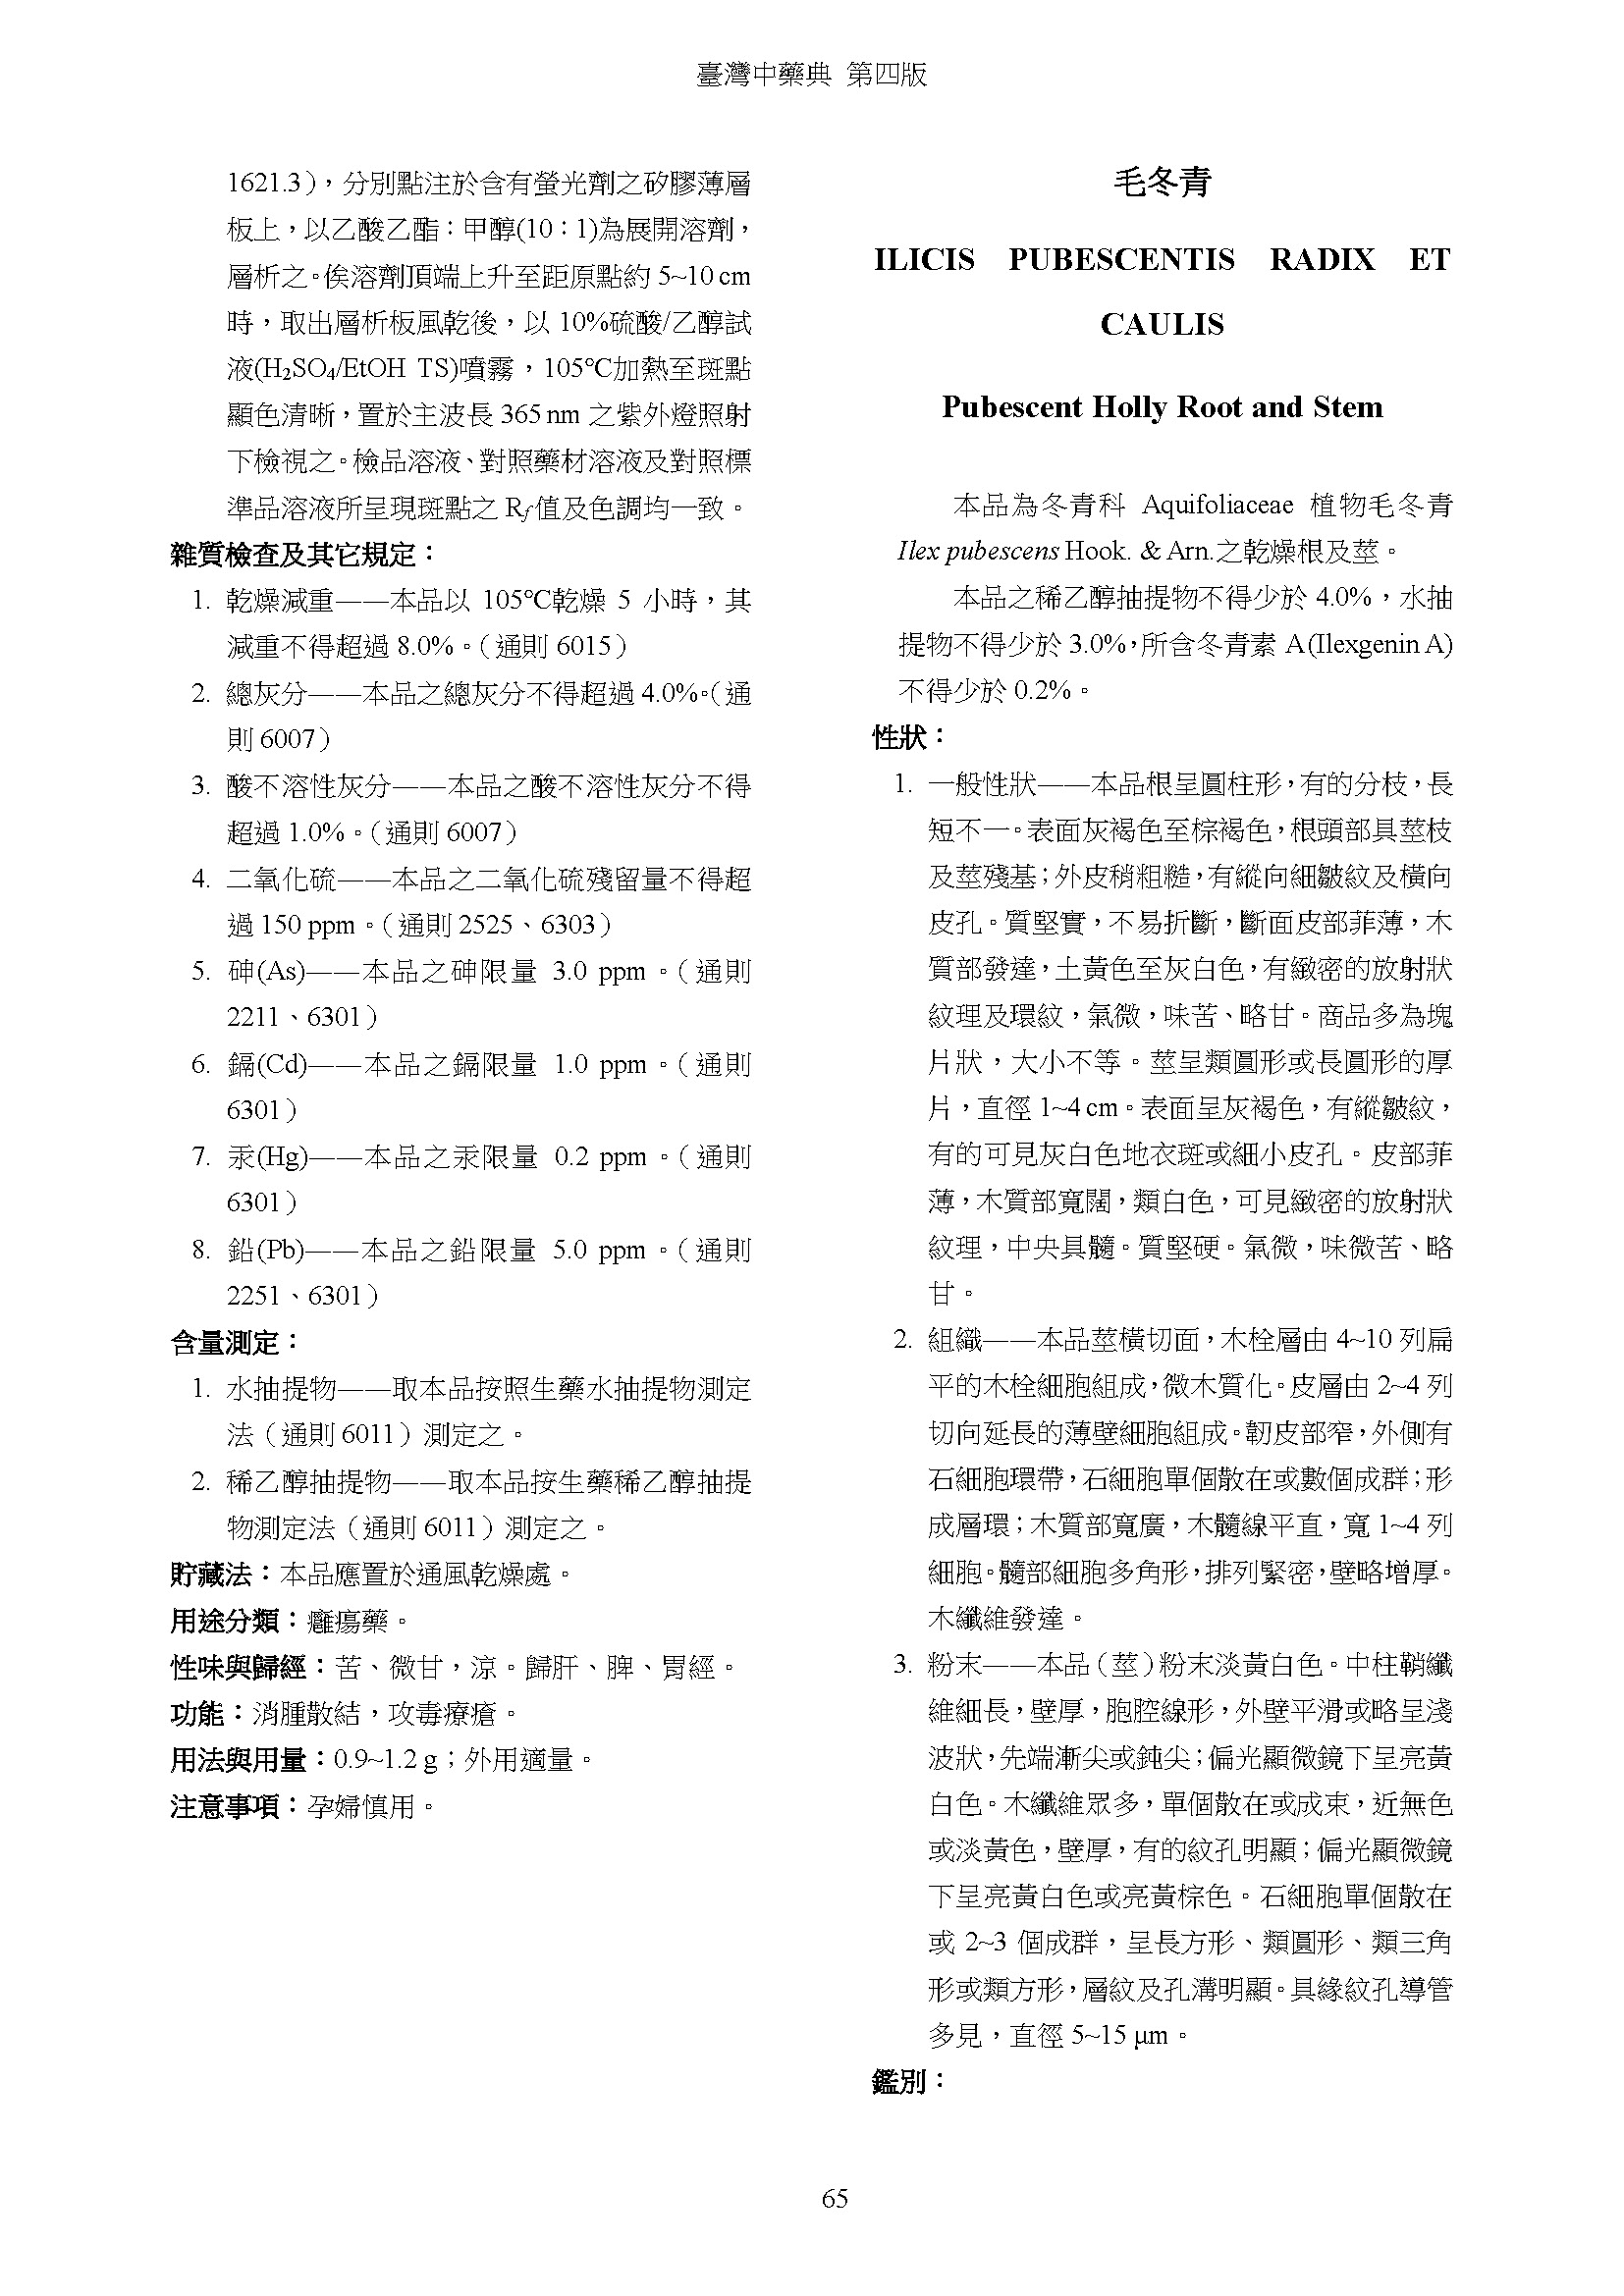 臺灣中藥典 第四版
1621.3），分別點注於含有螢光劑之矽膠薄層
板上，以乙酸乙酯：甲醇(10：1)為展開溶劑，
層析之。俟溶劑頂端上升至距原點約 5~10 cm
時，取出層析板風乾後，以 10%硫酸/乙醇試
液(H₂SO₄/EtOH TS)噴霧，105℃加熱至斑點
顯色清晰，置於主波長 365 nm 之紫外燈照射
下檢視之。檢品溶液、對照藥材溶液及對照標
準品溶液所呈現斑點之 Rf 值及色調均一致。
雜質檢查及其它規定：
1. 乾燥減重——本品以 105℃乾燥 5 小時，其
減重不得超過 8.0%。（通則 6015）
2. 總灰分——本品之總灰分不得超過 4.0%。（通
則 6007）
3. 酸不溶性灰分——本品之酸不溶性灰分不得
超過 1.0%。（通則 6007）
4. 二氧化硫——本品之二氧化硫殘留量不得超
過 150 ppm。（通則 2525、6303）
5. 砷(As)——本品之砷限量 3.0 ppm。（通則
2211、6301）
6. 鎘(Cd)——本品之鎘限量 1.0 ppm。（通則
6301）
7. 汞(Hg)——本品之汞限量 0.2 ppm。（通則
6301）
8. 鉛(Pb)——本品之鉛限量 5.0 ppm。（通則
2251、6301）
含量測定：
1. 水抽提物——取本品按照生藥水抽提物測定
法（通則 6011）測定之。
2. 稀乙醇抽提物——取本品按生藥稀乙醇抽提
物測定法（通則 6011）測定之。
貯藏法：本品應置於通風乾燥處。
用途分類：癰瘍藥。
性味與歸經：苦、微甘，涼。歸肝、脾、胃經。
功能：消腫散結，攻毒療瘡。
用法與用量：0.9~1.2 g；外用適量。
注意事項：孕婦慎用。
毛冬青
ILICIS PUBESCENTIS RADIX ET
CAULIS
Pubescent Holly Root and Stem
本品為冬青科 Aquifoliaceae 植物毛冬青
Ilex pubescens Hook. & Arn.之乾燥根及莖。
本品之稀乙醇抽提物不得少於 4.0%，水抽
提物不得少於 3.0%，所含冬青素 A (Ilexgenin A)
不得少於 0.2%。
性狀：
1. 一般性狀——本品根呈圓柱形，有的分枝，長
短不一。表面灰褐色至棕褐色，根頭部具莖枝
及莖殘基；外皮稍粗糙，有縱向細皺紋及橫向
皮孔。質堅實，不易折斷，斷面皮部菲薄，木
質部發達，土黃色至灰白色，有緻密的放射狀
紋理及環紋，氣微，味苦、略甘。商品多為塊
片狀，大小不等。莖呈類圓形或長圓形的厚
片，直徑 1~4 cm。表面呈灰褐色，有縱皺紋，
有的可見灰白色地衣斑或細小皮孔。皮部菲
薄，木質部寬闊，類白色，可見緻密的放射狀
紋理，中央具髓。質堅硬。氣微，味微苦、略
甘。
2. 組織——本品莖橫切面，木栓層由 4~10 列扁
平的木栓細胞組成，微木質化。皮層由 2~4 列
切向延長的薄壁細胞組成。韌皮部窄，外側有
石細胞環帶，石細胞單個散在或數個成群；形
成層環；木質部寬廣，木髓線平直，寬 1~4 列
細胞。髓部細胞多角形，排列緊密，壁略增厚。
木纖維發達。
3. 粉末——本品（莖）粉末淡黃白色。中柱鞘纖
維細長，壁厚，胞腔線形，外壁平滑或略呈淺
波狀，先端漸尖或鈍尖；偏光顯微鏡下呈亮黃
白色。木纖維眾多，單個散在或成束，近無色
或淡黃色，壁厚，有的紋孔明顯；偏光顯微鏡
下呈亮黃白色或亮黃棕色。石細胞單個散在
或 2~3 個成群，呈長方形、類圓形、類三角
形或類方形，層紋及孔溝明顯。具緣紋孔導管
多見，直徑 5~15 μm。
鑑別：
65